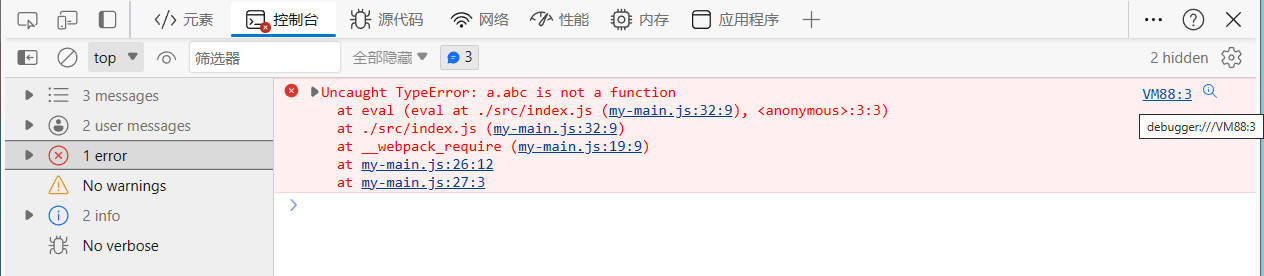 元素 控制台 源代码 网络 性能 内存 应用程序
top 筛选器 全部隐藏 3 2 hidden
3 messages
2 user messages
1 error
No warnings
2 info
No verbose
Uncaught TypeError: a.abc is not a function VM88:3
at eval (eval at ./src/index.js (my-main.js:32:9), <anonymous>:3:3)
at ./src/index.js (my-main.js:32:9)
at __webpack_require (my-main.js:19:9)
at my-main.js:26:12
at my-main.js:27:3
debugger:///VM88:3